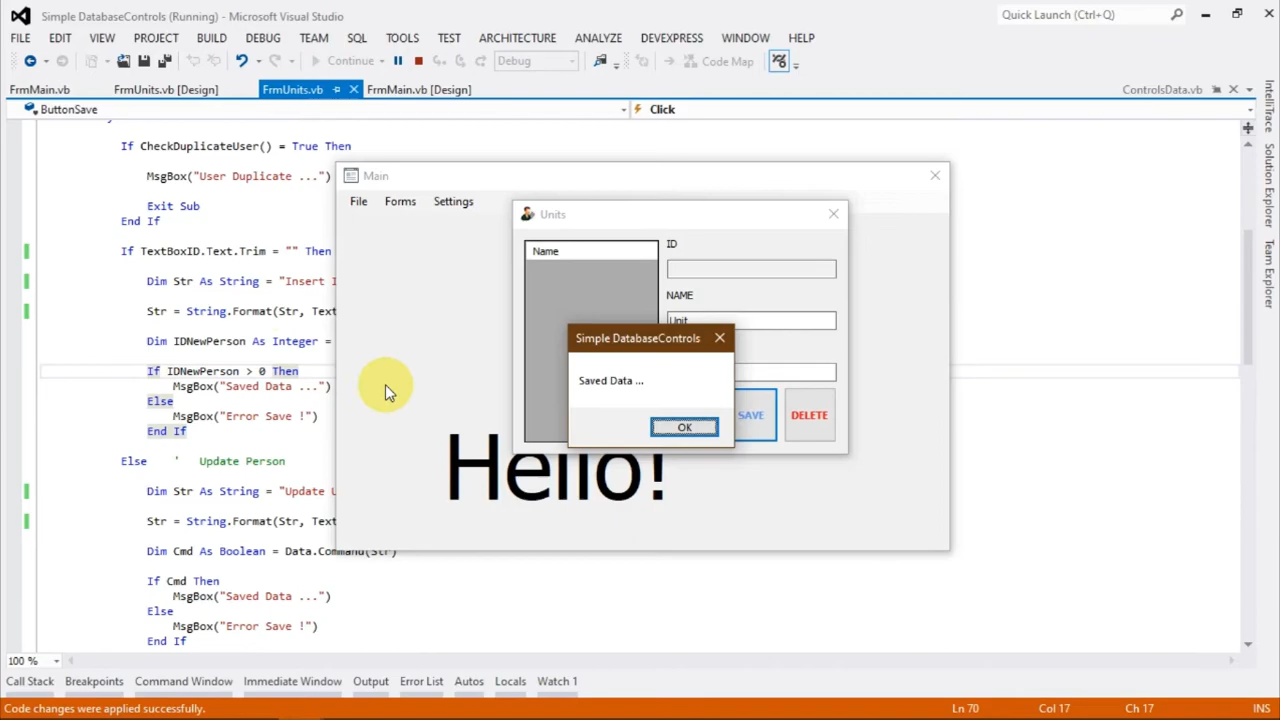 Simple DatabaseControls (Running) - Microsoft Visual Studio
Quick Launch (Ctrl+Q)
FILE EDIT VIEW PROJECT BUILD DEBUG TEAM SQL TOOLS TEST ARCHITECTURE ANALYZE DEVEXPRESS WINDOW HELP
Continue Debug Code Map
FrmMain.vb FrmUnits.vb [Design] FrmUnits.vb FrmMain.vb [Design] ControlsData.vb
ButtonSave Click
If CheckDuplicateUser() = True Then
MsgBox("User Duplicate ...")
Exit Sub
End If
If TextBoxID.Text.Trim = "" Then
Dim Str As String = "Insert
Str = String.Format(Str,
Dim IDNewPerson As Integer =
If IDNewPerson > 0 Then
MsgBox("Saved Data ...")
Else
MsgBox("Error Save !")
End If
Else ' Update Person
Dim Str As String = "Update
Str = String.Format(Str,
Dim Cmd As Boolean = Data.Command(Str)
If Cmd Then
MsgBox("Saved Data ...")
Else
MsgBox("Error Save !")
End If
Main
File Forms Settings
Hello!
Units
Name
ID
NAME
Unit
SAVE DELETE
Simple DatabaseControls
Saved Data ...
OK
IntelliTrace
Solution Explorer
Team Explorer
100 %
Call Stack Breakpoints Command Window Immediate Window Output Error List Autos Locals Watch 1
Code changes were applied successfully. Ln 70 Col 17 Ch 17 INS